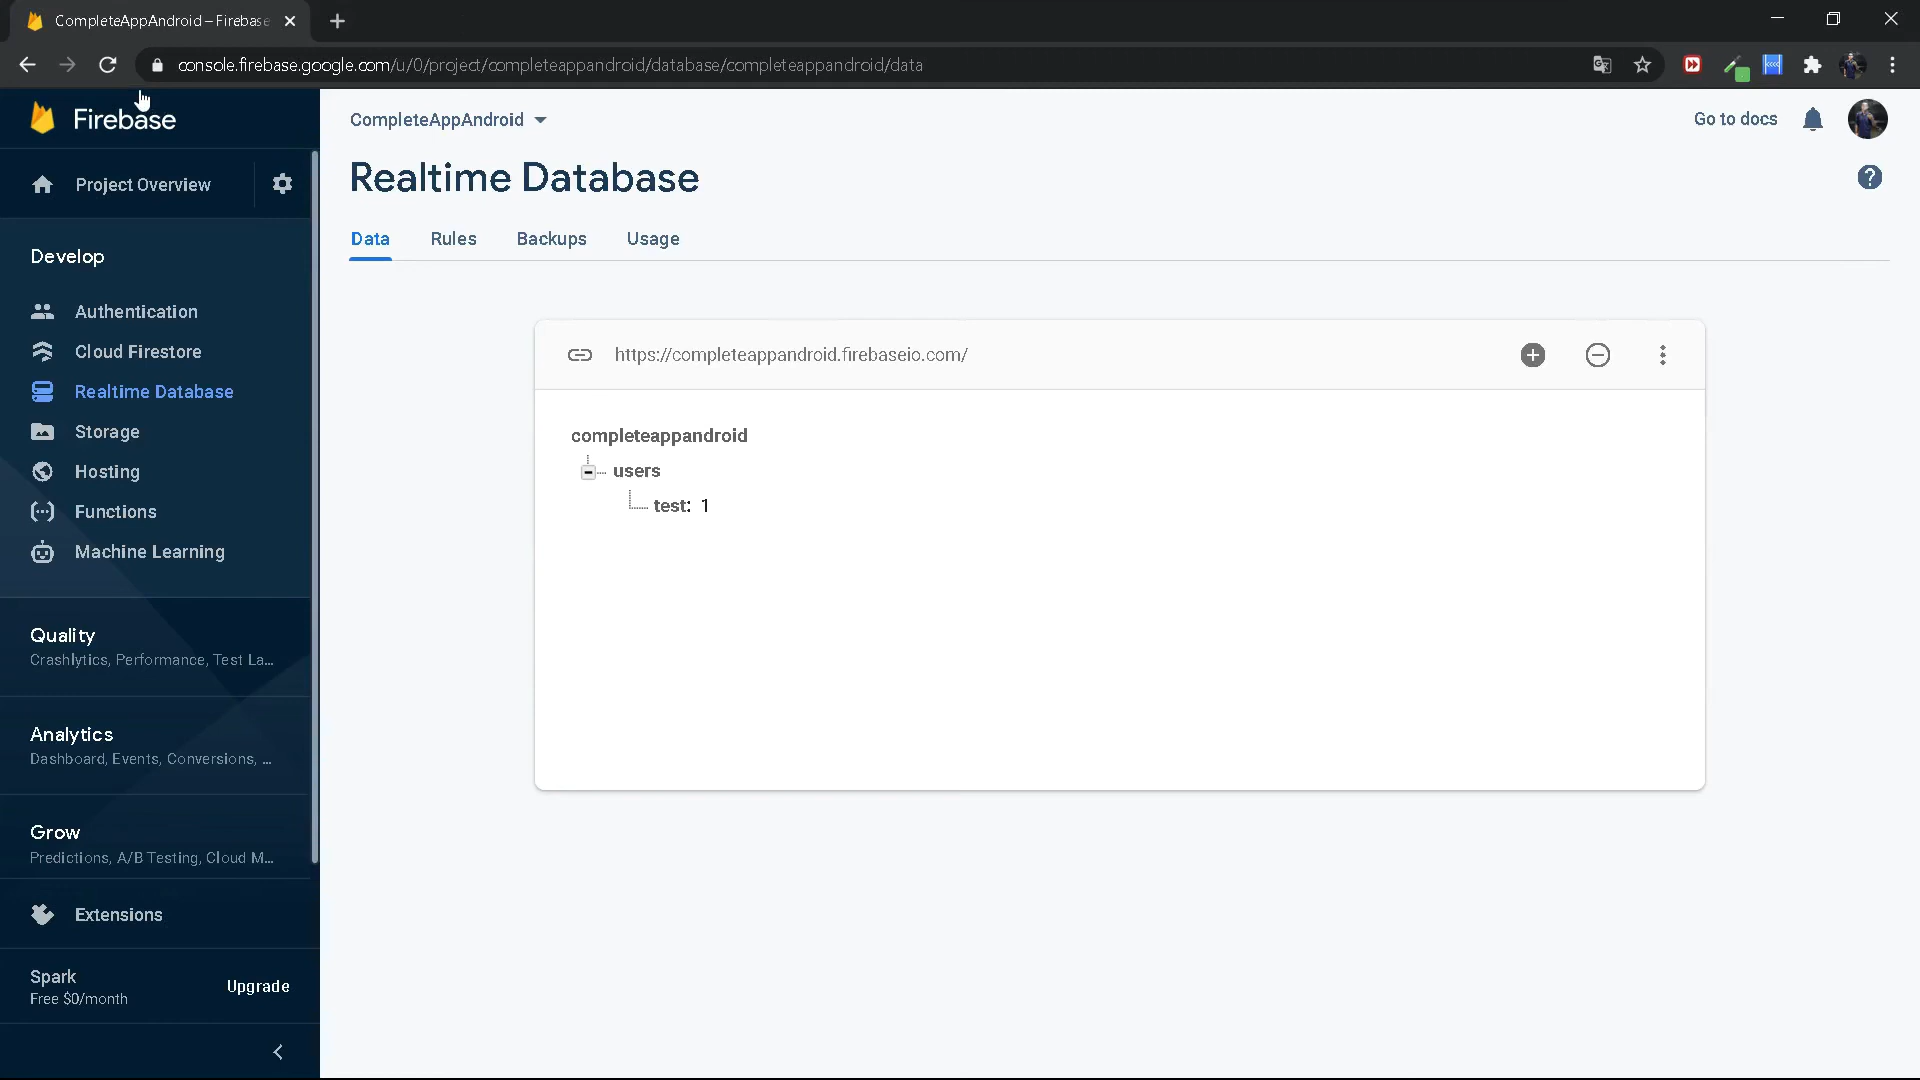 CompleteAppAndroid – Firebase
console.firebase.google.com/u/0/project/completeappandroid/database/completeappandroid/data
Firebase
CompleteAppAndroid
Go to docs
Project Overview
Realtime Database
Data
Rules
Backups
Usage
Develop
Authentication
Cloud Firestore
Realtime Database
Storage
Hosting
Functions
Machine Learning
https://completeappandroid.firebaseio.com/
completeappandroid
users
test: 1
Quality
Crashlytics, Performance, Test La...
Analytics
Dashboard, Events, Conversions, ...
Grow
Predictions, A/B Testing, Cloud M...
Extensions
Spark
Free $0/month
Upgrade